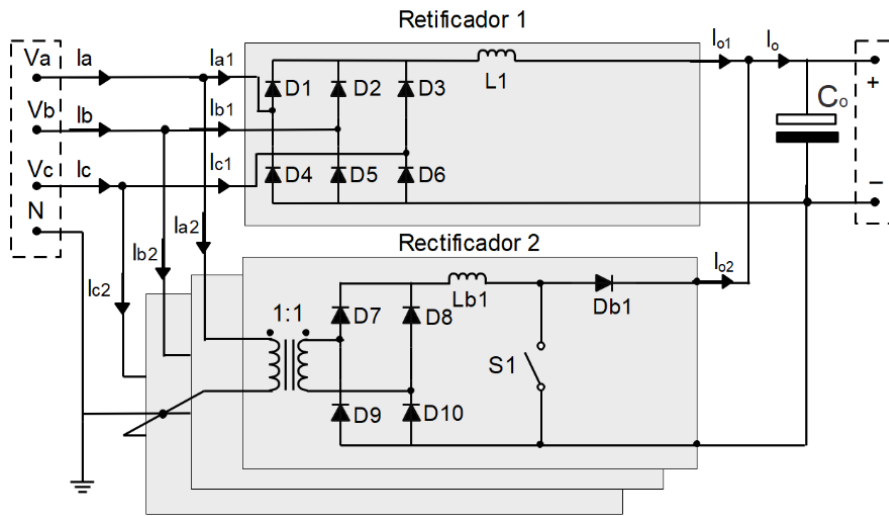 Retificador 1
Va
Ia
Ia1
Vb
Ib
Ib1
Vc
Ic
Ic1
N
D1
D2
D3
D4
D5
D6
L1
Io1
Io
+
Co
−
Ia2
Ib2
Ic2
Rectificador 2
1:1
D7
D8
D9
D10
Lb1
S1
Db1
Io2